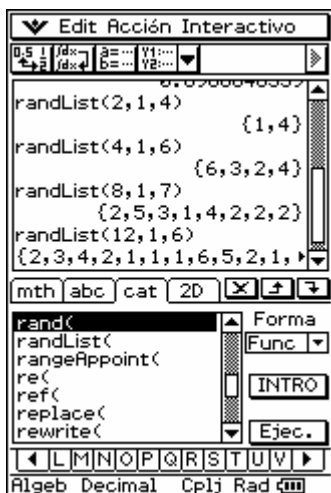 Edit Acción Interactivo
randList(2,1,4)
{1,4}
randList(4,1,6)
{6,3,2,4}
randList(8,1,7)
{2,5,3,1,4,2,2,2}
randList(12,1,6)
{2,3,4,2,1,1,1,6,5,2,1,
mth abc cat 2D
rand(
Forma
randList(
Func
rangeAppoint(
re(
INTRO
ref(
replace(
rewrite(
Ejec.
L M N O P Q R S T U V
Algeb Decimal Cplj Rad